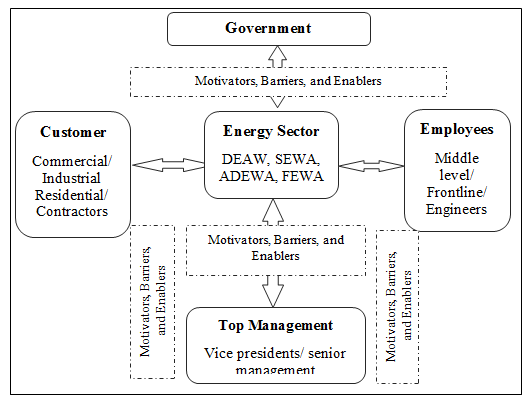 Government
Motivators, Barriers, and Enablers
Customer
Commercial/
Industrial
Residential/
Contractors
Energy Sector
DEAW, SEWA,
ADEWA, FEWA
Employees
Middle
level/
Frontline/
Engineers
Motivators, Barriers,
and Enablers
Motivators, Barriers, and
Enablers
Motivators, Barriers,
and Enablers
Top Management
Vice presidents/ senior
management